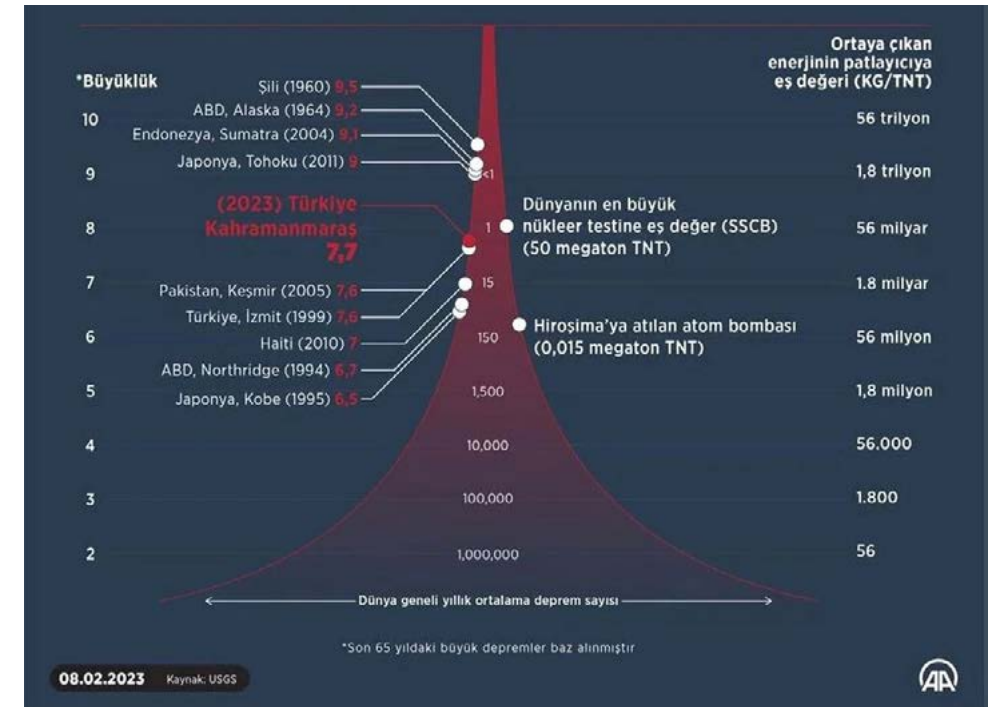 *Büyüklük
10
9
8
7
6
5
4
3
2
Şili (1960) 9,5
ABD, Alaska (1964) 9,2
Endonezya, Sumatra (2004) 9,1
Japonya, Tohoku (2011) 9
(2023) Türkiye
Kahramanmaraş
7,7
Pakistan, Keşmir (2005) 7,6
Türkiye, İzmit (1999) 7,6
Haiti (2010) 7
ABD, Northridge (1994) 6,7
Japonya, Kobe (1995) 6,5
<1
1
15
150
1,500
10,000
100,000
1,000,000
Dünyanın en büyük
nükleer testine eş değer (SSCB)
(50 megaton TNT)
Hiroşima'ya atılan atom bombası
(0,015 megaton TNT)
Ortaya çıkan
enerjinin patlayıcıya
eş değeri (KG/TNT)
56 trilyon
1,8 trilyon
56 milyar
1.8 milyar
56 milyon
1,8 milyon
56.000
1.800
56
Dünya geneli yıllık ortalama deprem sayısı
*Son 65 yıldaki büyük depremler baz alınmıştır
08.02.2023 Kaynak: USGS
AA